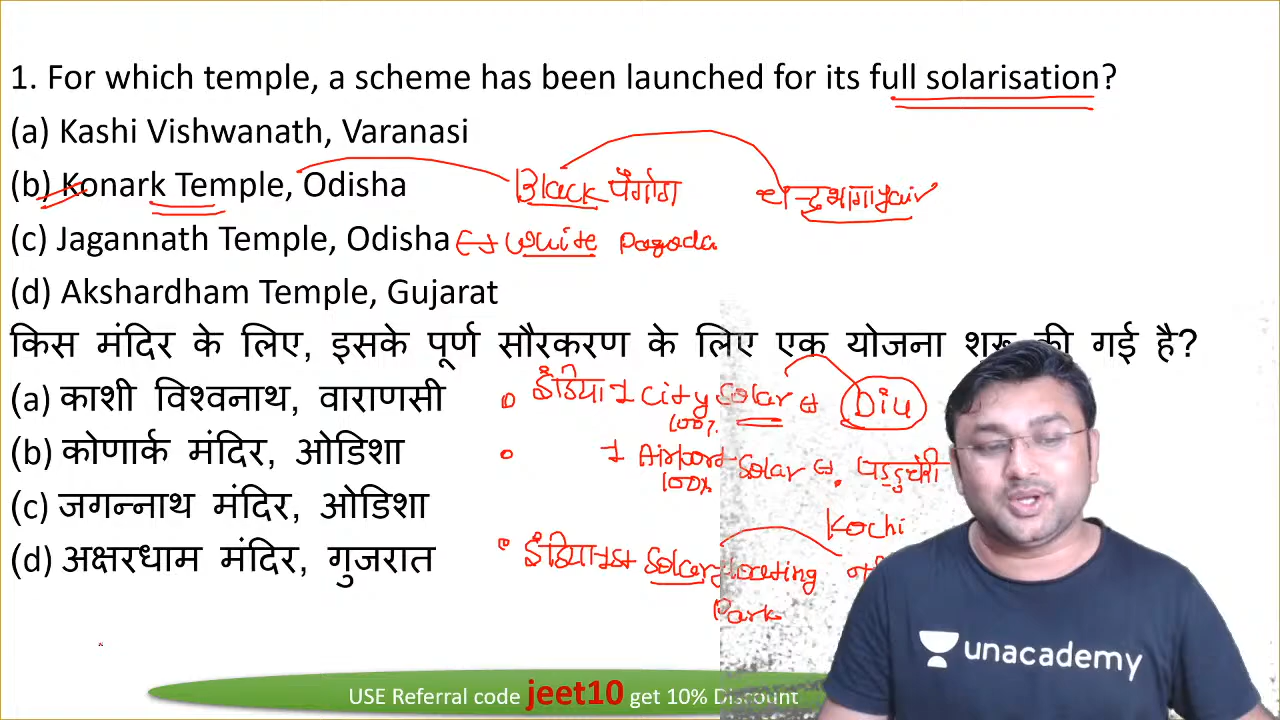 1. For which temple, a scheme has been launched for its full solarisation?
(a) Kashi Vishwanath, Varanasi
(b) Konark Temple, Odisha Black पैगोडा
(c) Jagannath Temple, Odisha White Pagoda
(d) Akshardham Temple, Gujarat
किस मंदिर के लिए, इसके पूर्ण सौरकरण के लिए एक योजना शुरू की गई है?
(a) काशी विश्वनाथ, वाराणसी
इंडिया 1 City Solar Diu
100%
(b) कोणार्क मंदिर, ओडिशा
1 Airport Solar
100%
(c) जगन्नाथ मंदिर, ओडिशा
Kochi
(d) अक्षरधाम मंदिर, गुजरात
इंडिया 1st Solar
Park
unacademy
USE Referral code jeet10 get 10% Discount